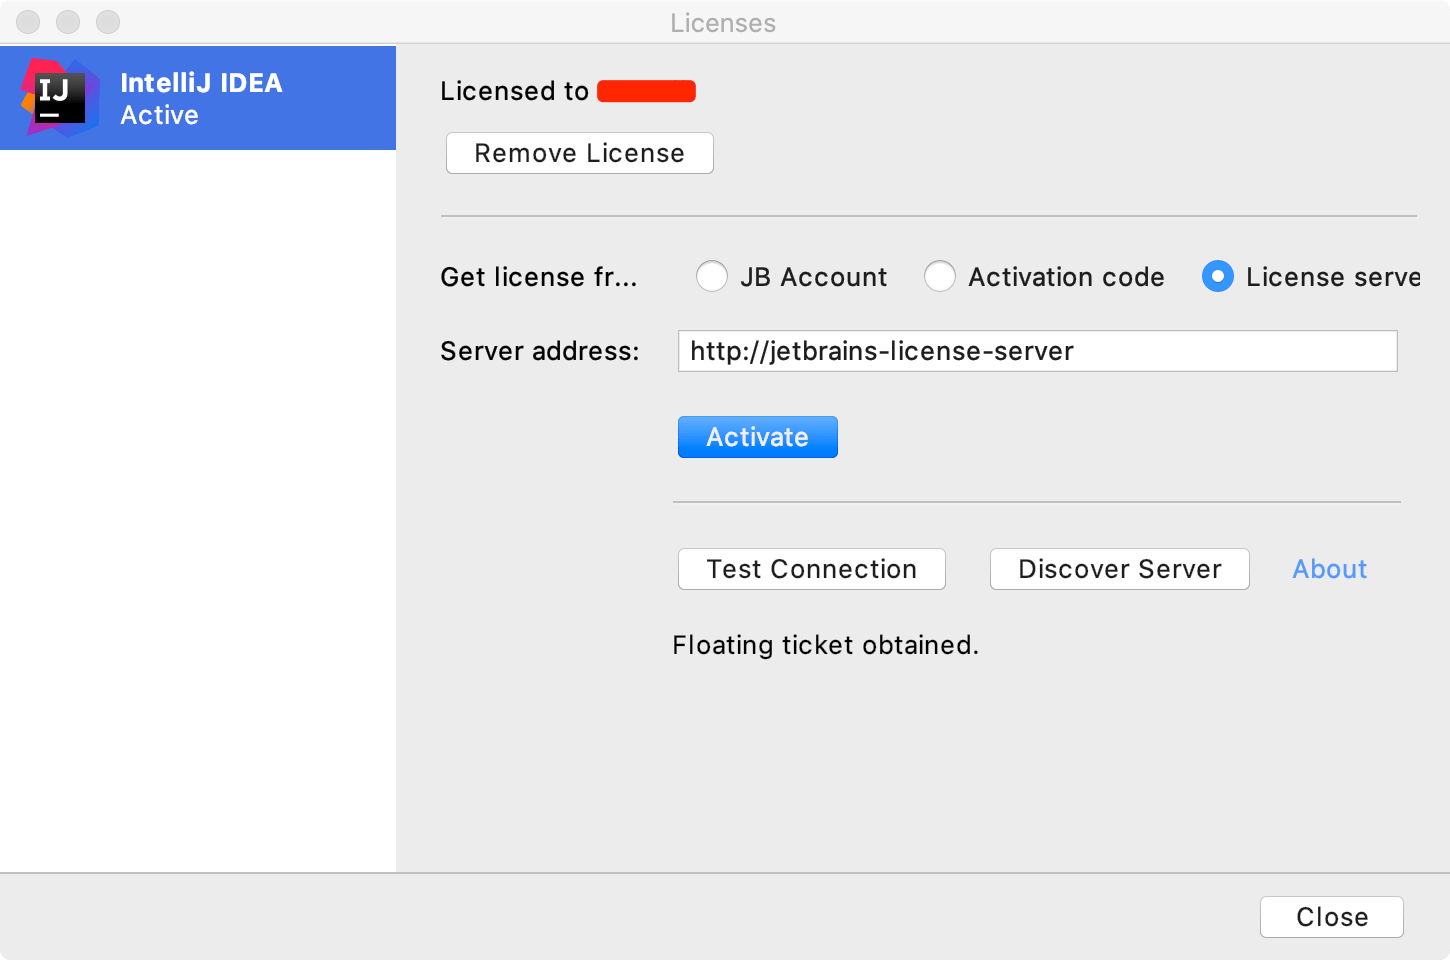 Licenses
IJ
IntelliJ IDEA
Active
Licensed to
Remove License
Get license fr... JB Account Activation code License serve
Server address: http://jetbrains-license-server
Activate
Test Connection Discover Server About
Floating ticket obtained.
Close